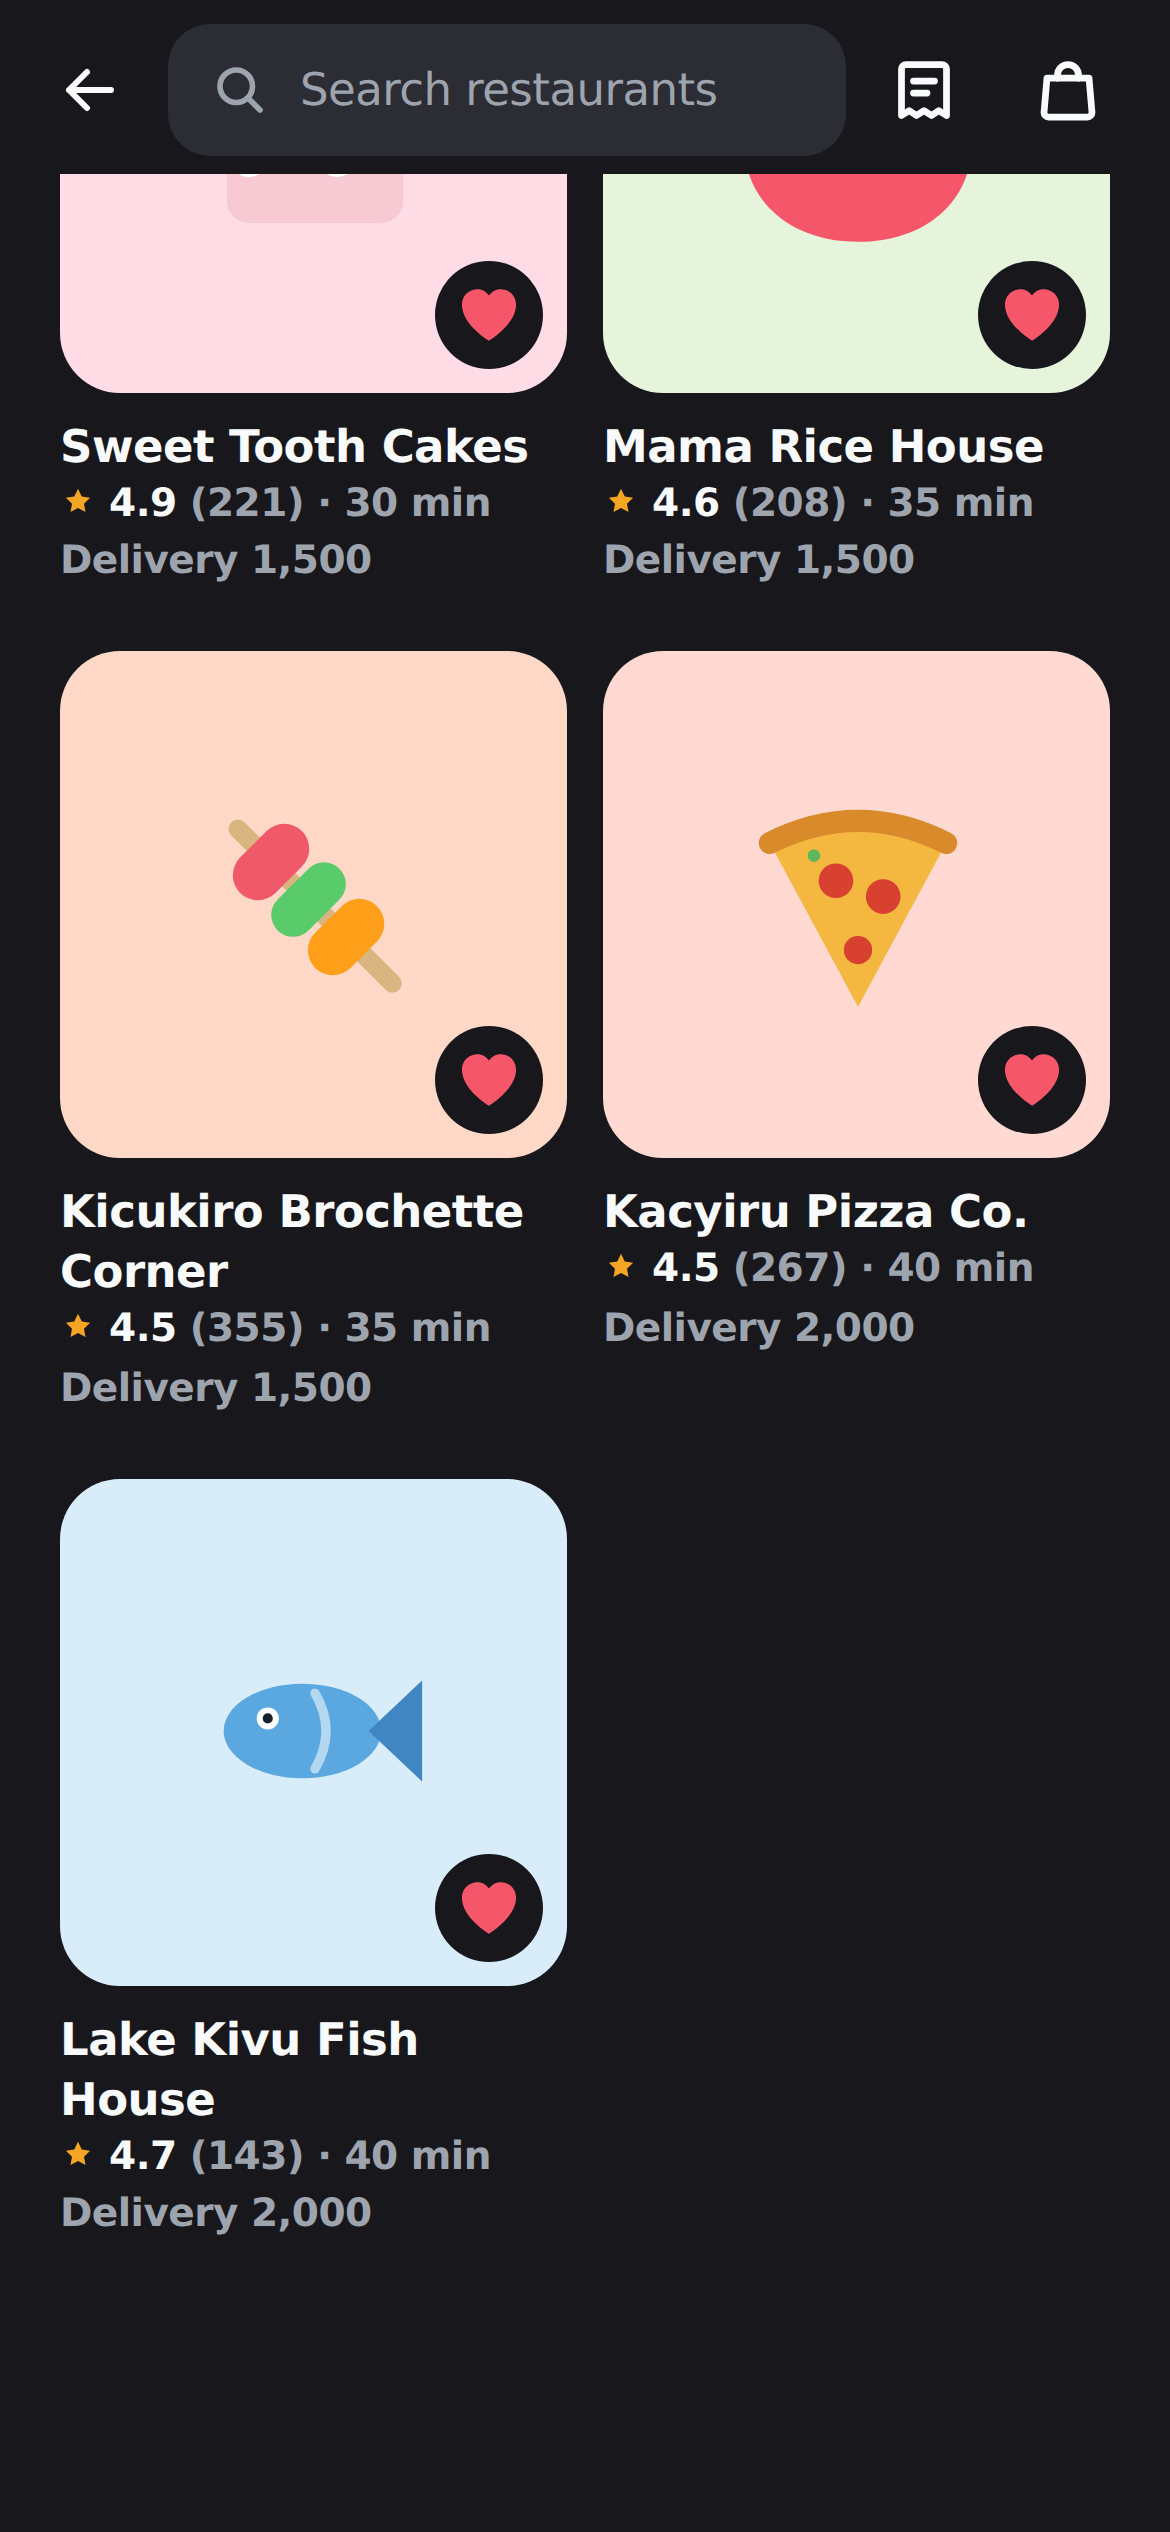 Search restaurants
Sweet Tooth Cakes
4.9 (221) · 30 min
Delivery 1,500
Mama Rice House
4.6 (208) · 35 min
Delivery 1,500
Kicukiro Brochette
Corner
4.5 (355) · 35 min
Delivery 1,500
Kacyiru Pizza Co.
4.5 (267) · 40 min
Delivery 2,000
Lake Kivu Fish
House
4.7 (143) · 40 min
Delivery 2,000